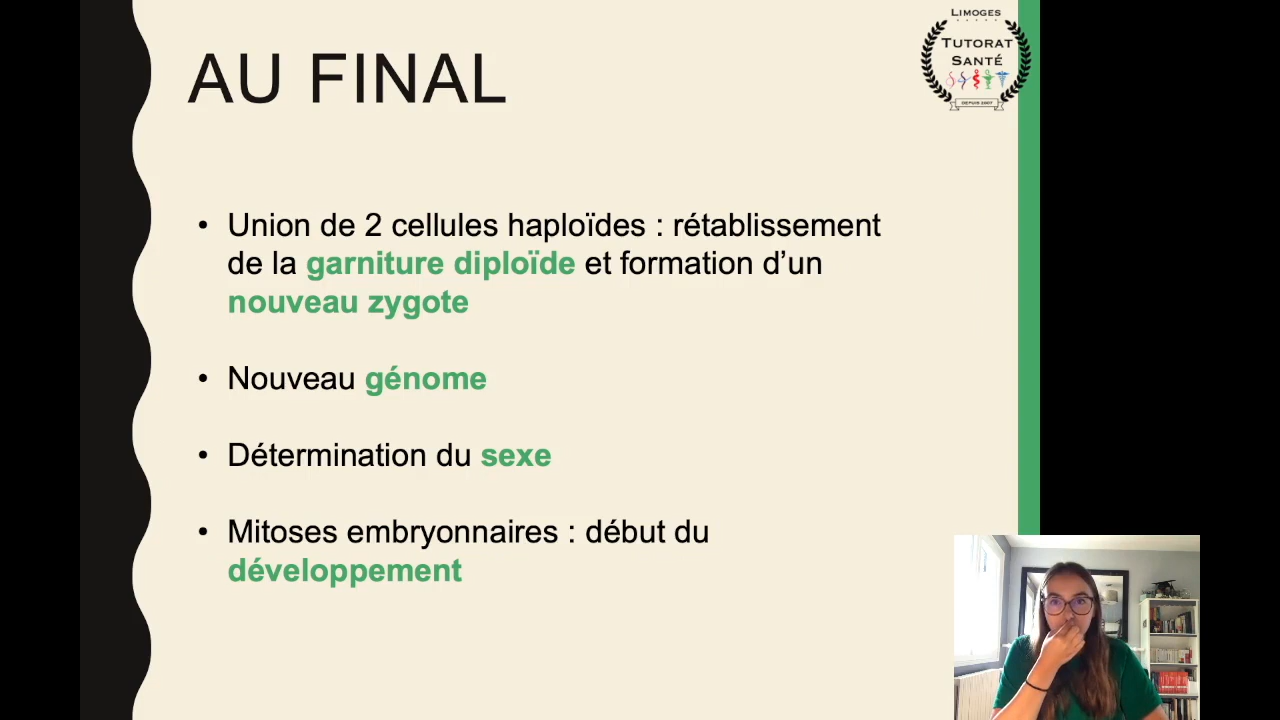 LIMOGES
TUTORAT
SANTÉ
DEPUIS 2007
AU FINAL
• Union de 2 cellules haploïdes : rétablissement
de la garniture diploïde et formation d’un
nouveau zygote
• Nouveau génome
• Détermination du sexe
• Mitoses embryonnaires : début du
développement